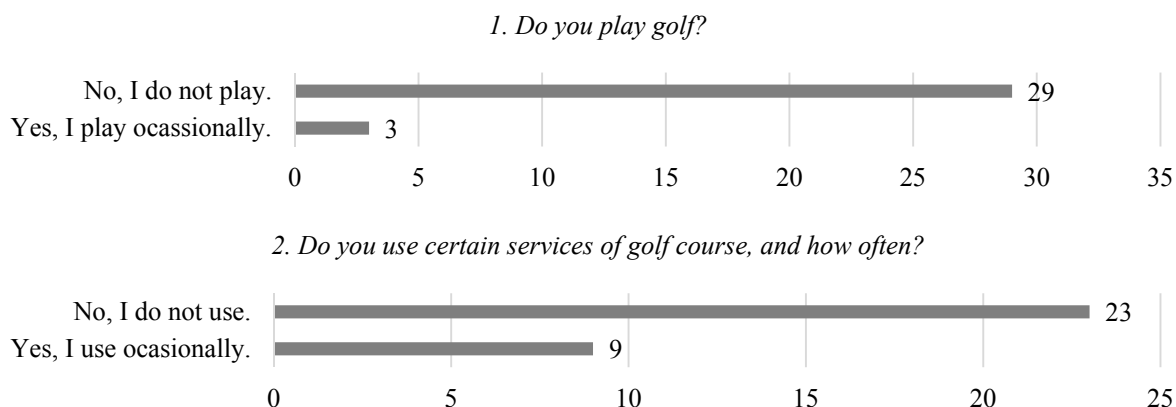 1. Do you play golf?
No, I do not play.
29
Yes, I play ocassionally.
3
0 5 10 15 20 25 30 35
2. Do you use certain services of golf course, and how often?
No, I do not use.
23
Yes, I use ocasionally.
9
0 5 10 15 20 25